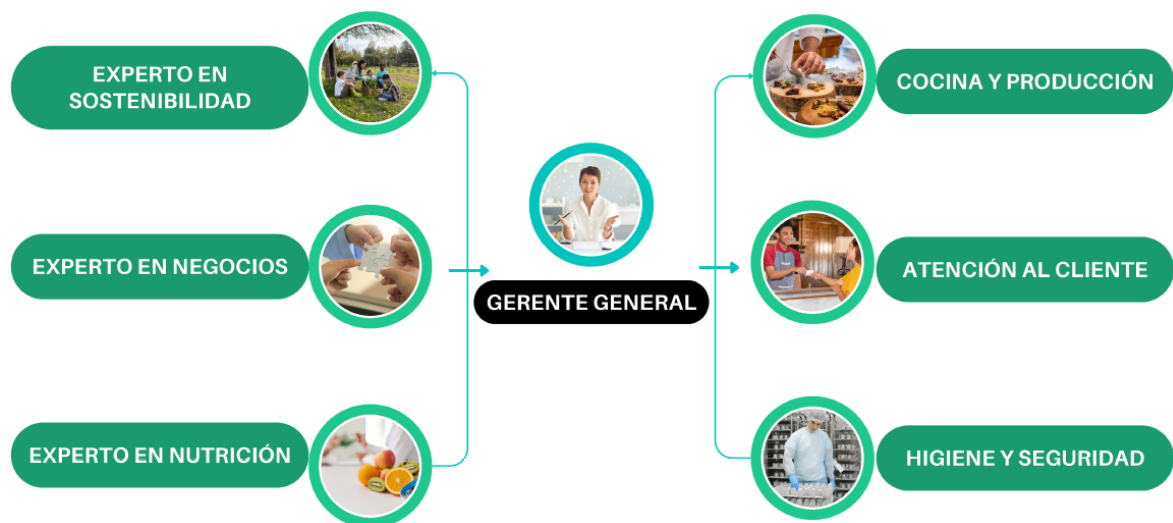 EXPERTO EN
SOSTENIBILIDAD
EXPERTO EN NEGOCIOS
EXPERTO EN NUTRICIÓN
GERENTE GENERAL
COCINA Y PRODUCCIÓN
ATENCIÓN AL CLIENTE
HIGIENE Y SEGURIDAD